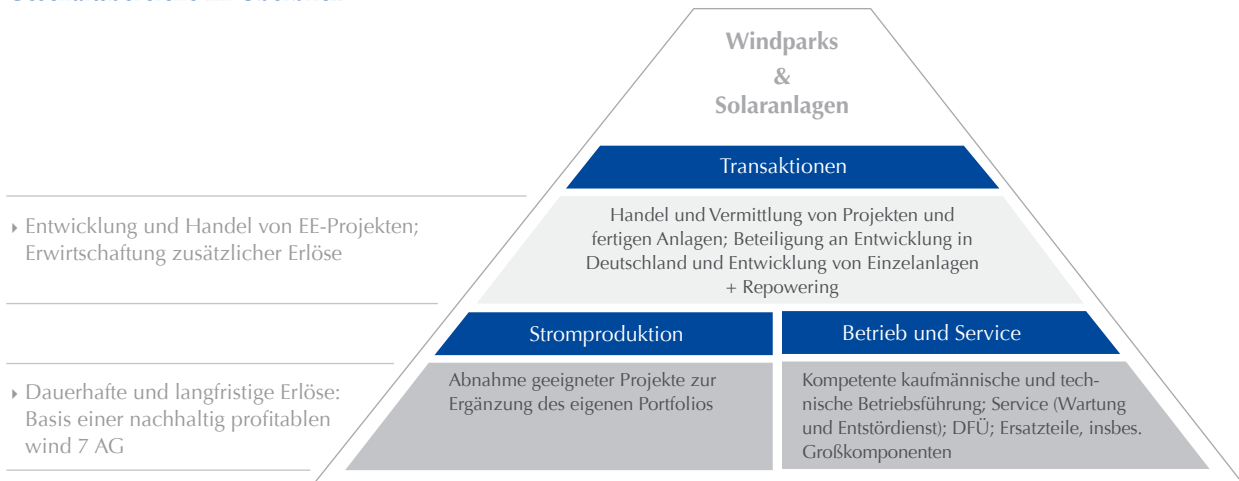 Windparks
&
Solaranlagen
Transaktionen
‣ Entwicklung und Handel von EE-Projekten;
Erwirtschaftung zusätzlicher Erlöse
Handel und Vermittlung von Projekten und
fertigen Anlagen; Beteiligung an Entwicklung in
Deutschland und Entwicklung von Einzelanlagen
+ Repowering
Stromproduktion
Betrieb und Service
‣ Dauerhafte und langfristige Erlöse:
Basis einer nachhaltig profitablen
wind 7 AG
Abnahme geeigneter Projekte zur
Ergänzung des eigenen Portfolios
Kompetente kaufmännische und tech-
nische Betriebsführung; Service (Wartung
und Entstördienst); DFÜ; Ersatzteile, insbes.
Großkomponenten